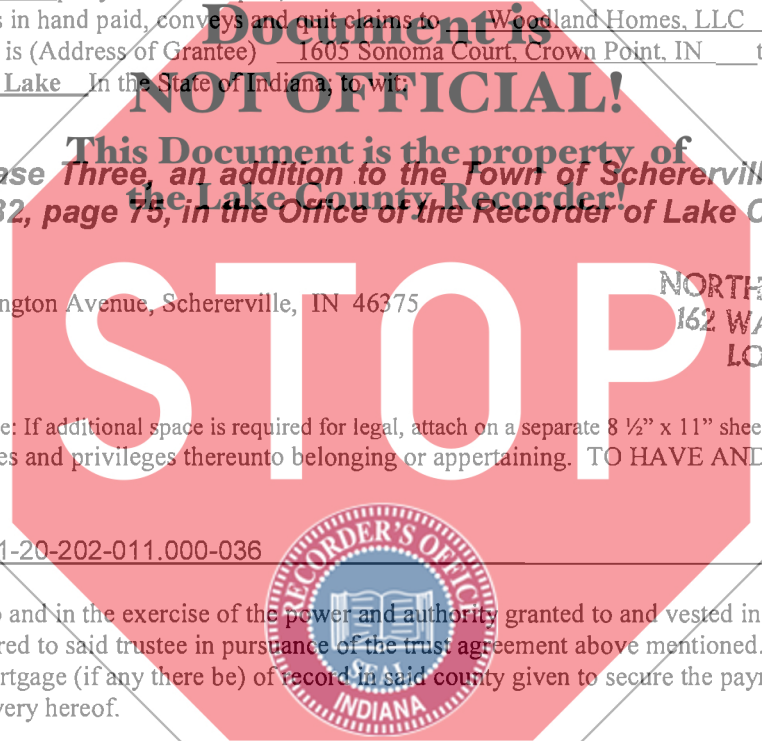 s in hand paid, conveys and quit claims to Woodland Homes, LLC
Document is
is (Address of Grantee) 1605 Sonoma Court, Crown Point, IN t
Lake In the State of Indiana; to wit:
NOT OFFICIAL!
This Document is the property of
ase Three, an addition to the Town of Scherervill
the Lake County Recorder!
32, page 75, in the Office of the Recorder of Lake C
ngton Avenue, Schererville, IN 46375
NORTH
162 WA
LO
STOP
e: If additional space is required for legal, attach on a separate 8 ½” x 11” shee
es and privileges thereunto belonging or appertaining. TO HAVE AND
1-20-202-011.000-036
RECORDER'S OFFICE
o and in the exercise of the power and authority granted to and vested in
red to said trustee in pursuance of the trust agreement above mentioned.
SEAL
rtgage (if any there be) of record in said county given to secure the payr
INDIANA
very hereof.